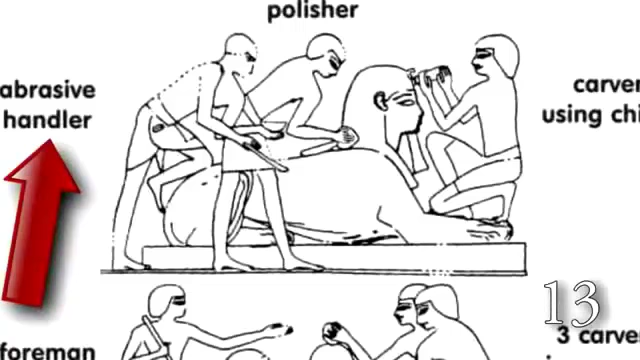 polisher
abrasive
handler
carver
using chi
13
foreman
3 carver